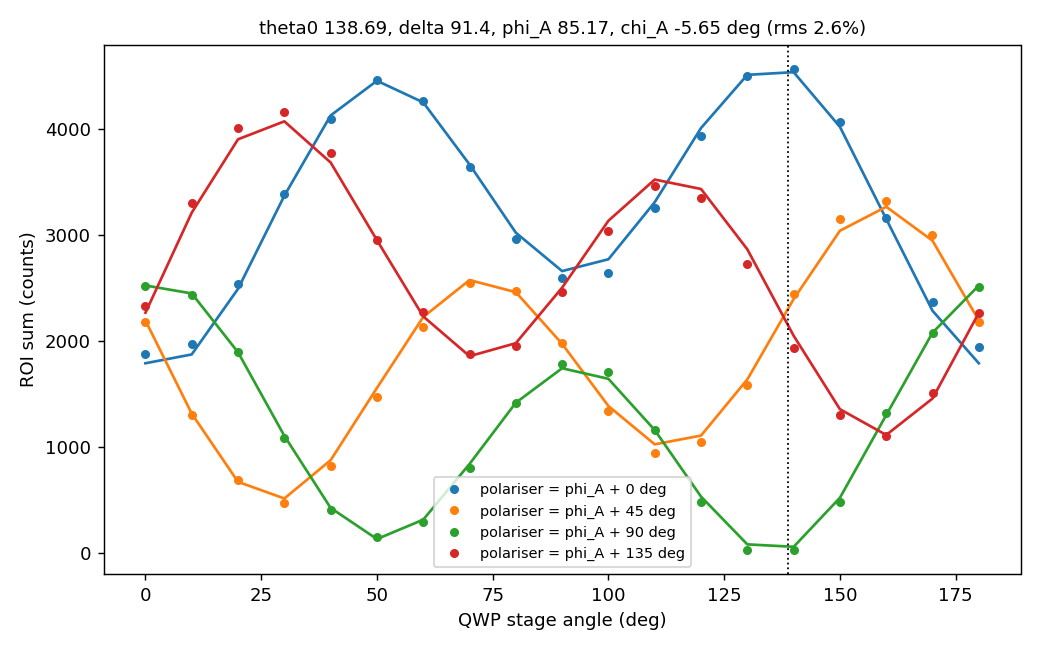 theta0 138.69, delta 91.4, phi_A 85.17, chi_A -5.65 deg (rms 2.6%)
ROI sum (counts)
4000
3000
2000
1000
0
polariser = phi_A + 0 deg
polariser = phi_A + 45 deg
polariser = phi_A + 90 deg
polariser = phi_A + 135 deg
0 25 50 75 100 125 150 175
QWP stage angle (deg)